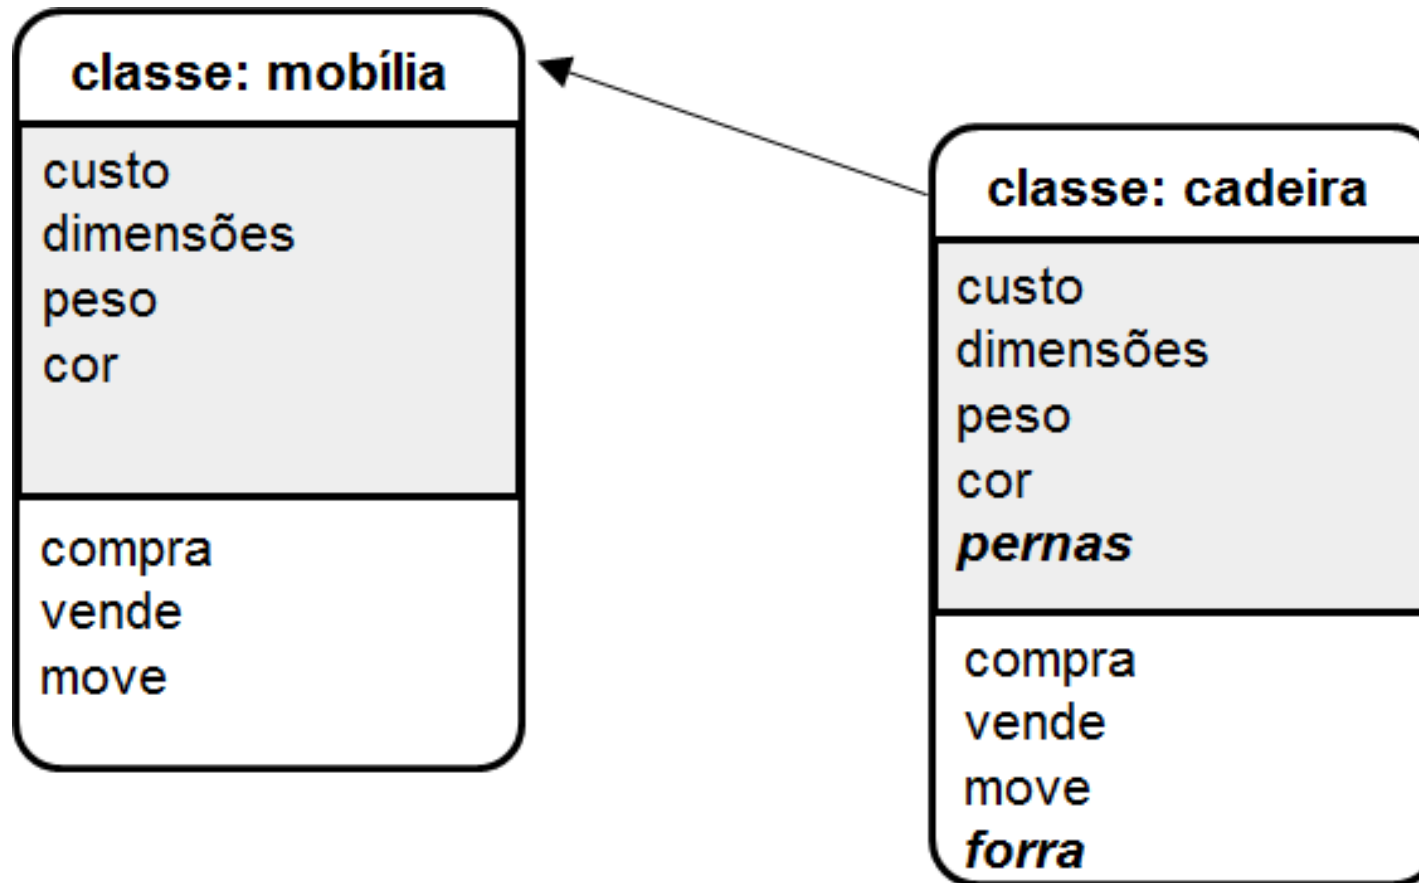 classe: mobília
custo
dimensões
peso
cor
compra
vende
move
classe: cadeira
custo
dimensões
peso
cor
pernas
compra
vende
move
forra